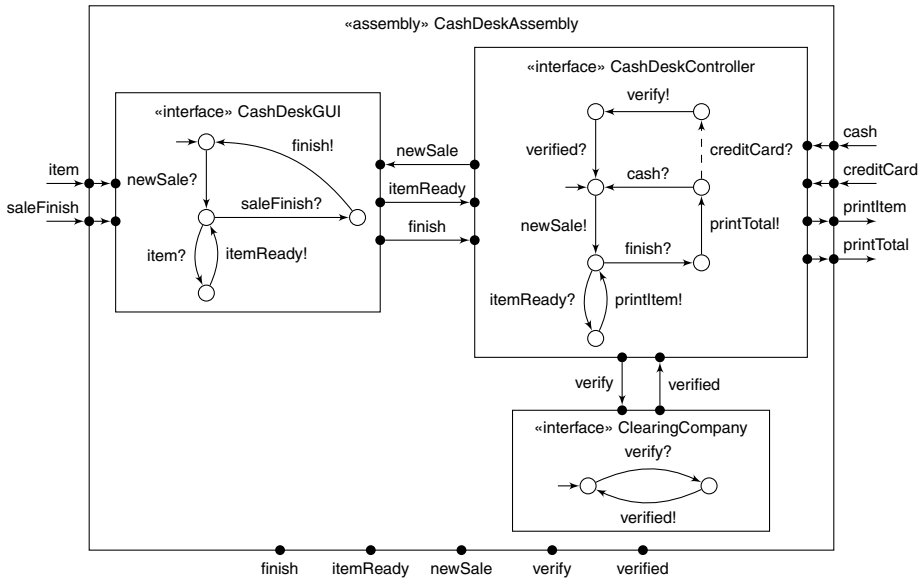 «assembly» CashDeskAssembly
«interface» CashDeskController
«interface» CashDeskGUI
verify!
finish!
newSale
cash
item
newSale?
verified?
creditCard?
cash?
itemReady
creditCard
saleFinish
saleFinish?
newSale!
printTotal!
printItem
finish
printTotal
item?
itemReady!
finish?
itemReady?
printItem!
verify
verified
«interface» ClearingCompany
verify?
verified!
finish
itemReady
newSale
verify
verified